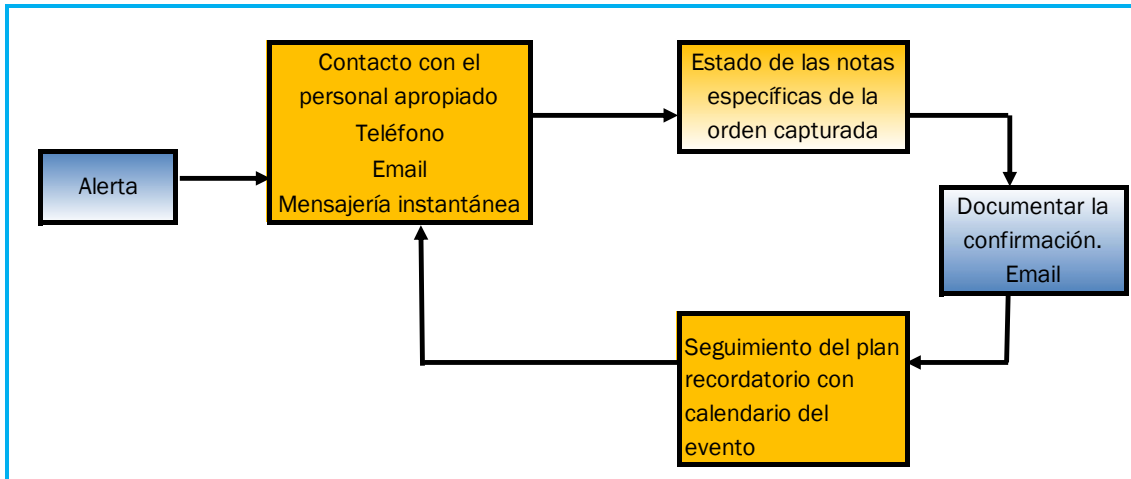 Alerta
Contacto con el
personal apropiado
Teléfono
Email
Mensajería instantánea
Estado de las notas
específicas de la
orden capturada
Documentar la
confirmación.
Email
Seguimiento del plan
recordatorio con
calendario del
evento